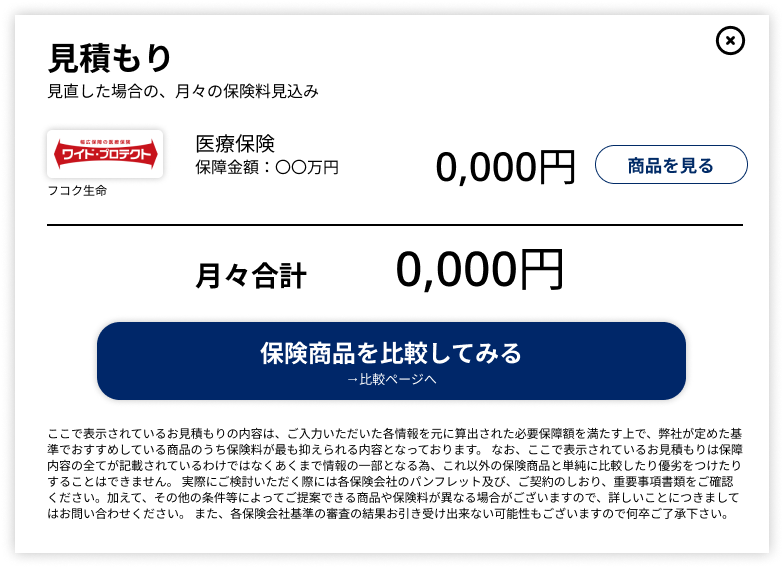 見積もり
見直した場合の、月々の保険料見込み
幅広保障の医療保険
ワイド・プロテクト
フコク生命
医療保険
保障金額：〇〇万円
0,000円
商品を見る
月々合計
0,000円
保険商品を比較してみる
→比較ページへ
ここで表示されているお見積もりの内容は、ご入力いただいた各情報を元に算出された必要保障額を満たす上で、弊社が定めた基
準でおすすめしている商品のうち保険料が最も抑えられる内容となっております。 なお、ここで表示されているお見積もりは保障
内容の全てが記載されているわけではなくあくまで情報の一部となる為、これ以外の保険商品と単純に比較したり優劣をつけたり
することはできません。 実際にご検討いただく際には各保険会社のパンフレット及び、ご契約のしおり、重要事項書類をご確認
ください。加えて、その他の条件等によってご提案できる商品や保険料が異なる場合がございますので、詳しいことにつきまして
はお問い合わせください。 また、各保険会社基準の審査の結果お引き受け出来ない可能性もございますので何卒ご了承下さい。